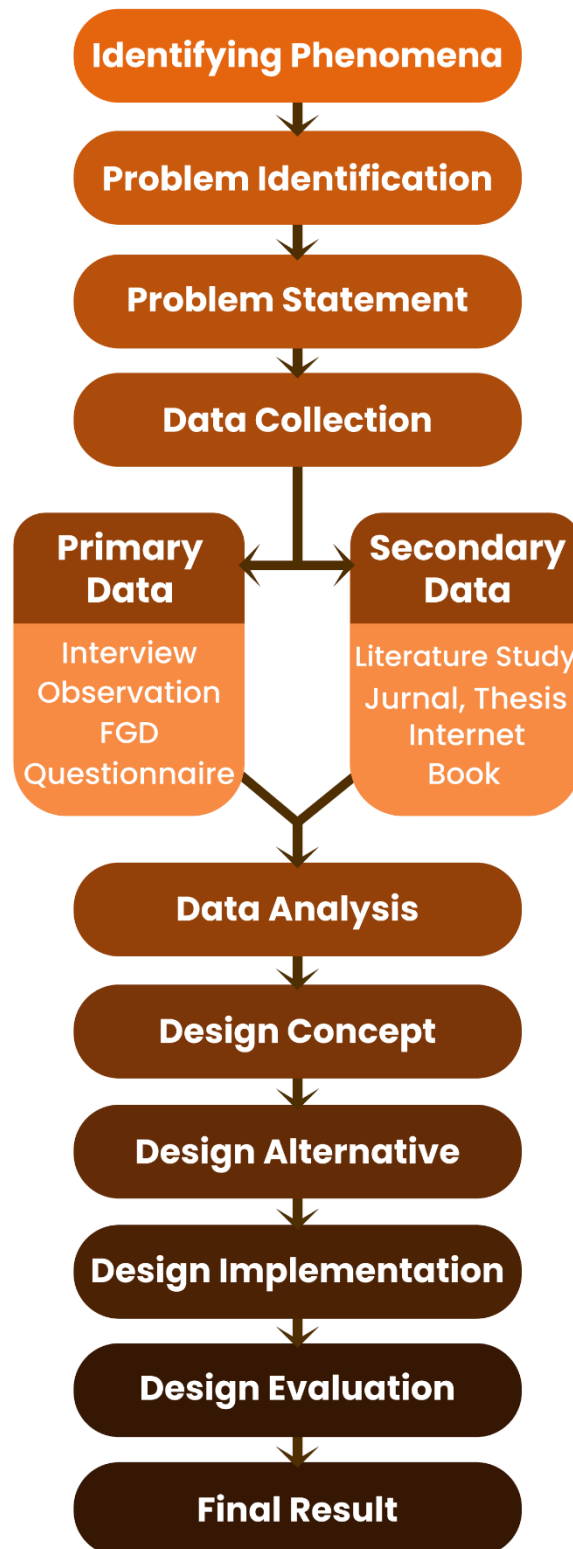 Identifying Phenomena
Problem Identification
Problem Statement
Data Collection
Primary
Data
Interview
Observation
FGD
Questionnaire
Secondary
Data
Literature Study
Jurnal, Thesis
Internet
Book
Data Analysis
Design Concept
Design Alternative
Design Implementation
Design Evaluation
Final Result